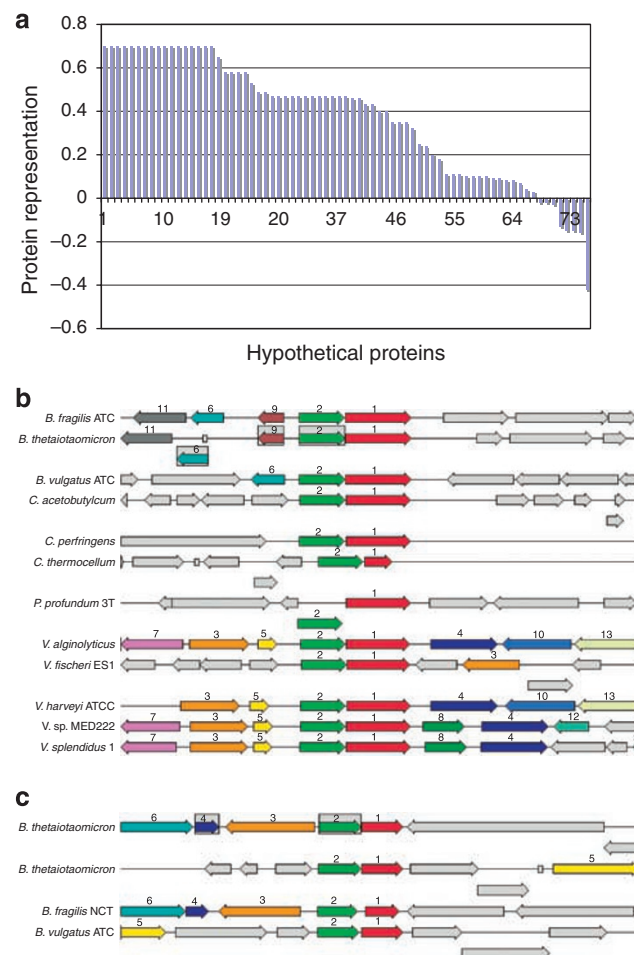 a
0.8
0.6
0.4
0.2
0
−0.2
−0.4
−0.6
Protein representation
1 10 19 20 37 46 55 64 73
Hypothetical proteins
b
11 6 9 2 1
B. fragilis ATC
11 9 2 1
B. thetaiotaomicron
6
6 2 1
B. vulgatus ATC
2 1
C. acetobutylcum
2 1
C. perfringens
2 1
C. thermocellum
1
P. profundum 3T
2
7 3 5 2 1 4 10 13
V. alginolyticus
2 1 3
V. fischeri ES1
3 5 2 1 4 10 13
V. harveyi ATCC
7 3 5 2 1 8 4 12
V. sp. MED222
7 3 5 2 1 8 4
V. splendidus 1
c
6 4 3 2 1
B. thetaiotaomicron
2 1 5
B. thetaiotaomicron
6 4 3 2 1
B. fragilis NCT
5 2 1
B. vulgatus ATC